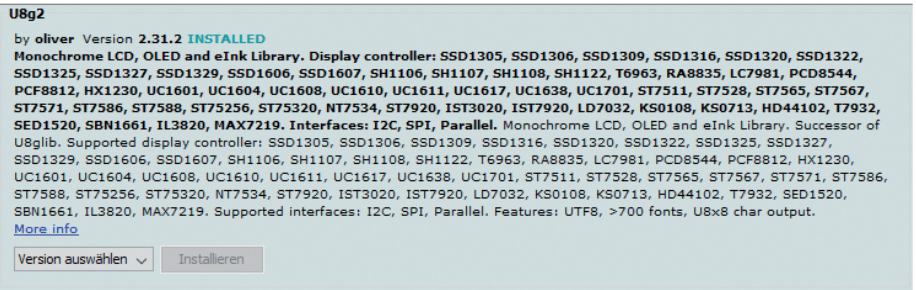 U8g2
by oliver Version 2.31.2 INSTALLED
Monochrome LCD, OLED and eInk Library. Display controller: SSD1305, SSD1306, SSD1309, SSD1316, SSD1320, SSD1322,
SSD1325, SSD1327, SSD1329, SSD1606, SSD1607, SH1106, SH1107, SH1108, SH1122, T6963, RA8835, LC7981, PCD8544,
PCF8812, HX1230, UC1601, UC1604, UC1608, UC1610, UC1611, UC1617, UC1638, UC1701, ST7511, ST7528, ST7565, ST7567,
ST7571, ST7586, ST7588, ST75256, ST75320, NT7534, ST7920, IST3020, IST7920, LD7032, KS0108, KS0713, HD44102, T7932,
SED1520, SBN1661, IL3820, MAX7219. Interfaces: I2C, SPI, Parallel. Monochrome LCD, OLED and eInk Library. Successor of
U8glib. Supported display controller: SSD1305, SSD1306, SSD1309, SSD1316, SSD1320, SSD1322, SSD1325, SSD1327,
SSD1329, SSD1606, SSD1607, SH1106, SH1107, SH1108, SH1122, T6963, RA8835, LC7981, PCD8544, PCF8812, HX1230,
UC1601, UC1604, UC1608, UC1610, UC1611, UC1617, UC1638, UC1701, ST7511, ST7528, ST7565, ST7567, ST7571, ST7586,
ST7588, ST75256, ST75320, NT7534, ST7920, IST3020, IST7920, LD7032, KS0108, KS0713, HD44102, T7932, SED1520,
SBN1661, IL3820, MAX7219. Supported interfaces: I2C, SPI, Parallel. Features: UTF8, >700 fonts, U8x8 char output.
More info
Version auswählen Installieren